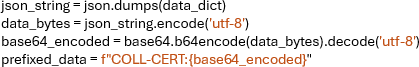 json_string = json.dumps(data_dict)
data_bytes = json_string.encode('utf-8')
base64_encoded = base64.b64encode(data_bytes).decode('utf-8')
prefixed_data = f"COLL-CERT:{base64_encoded}"